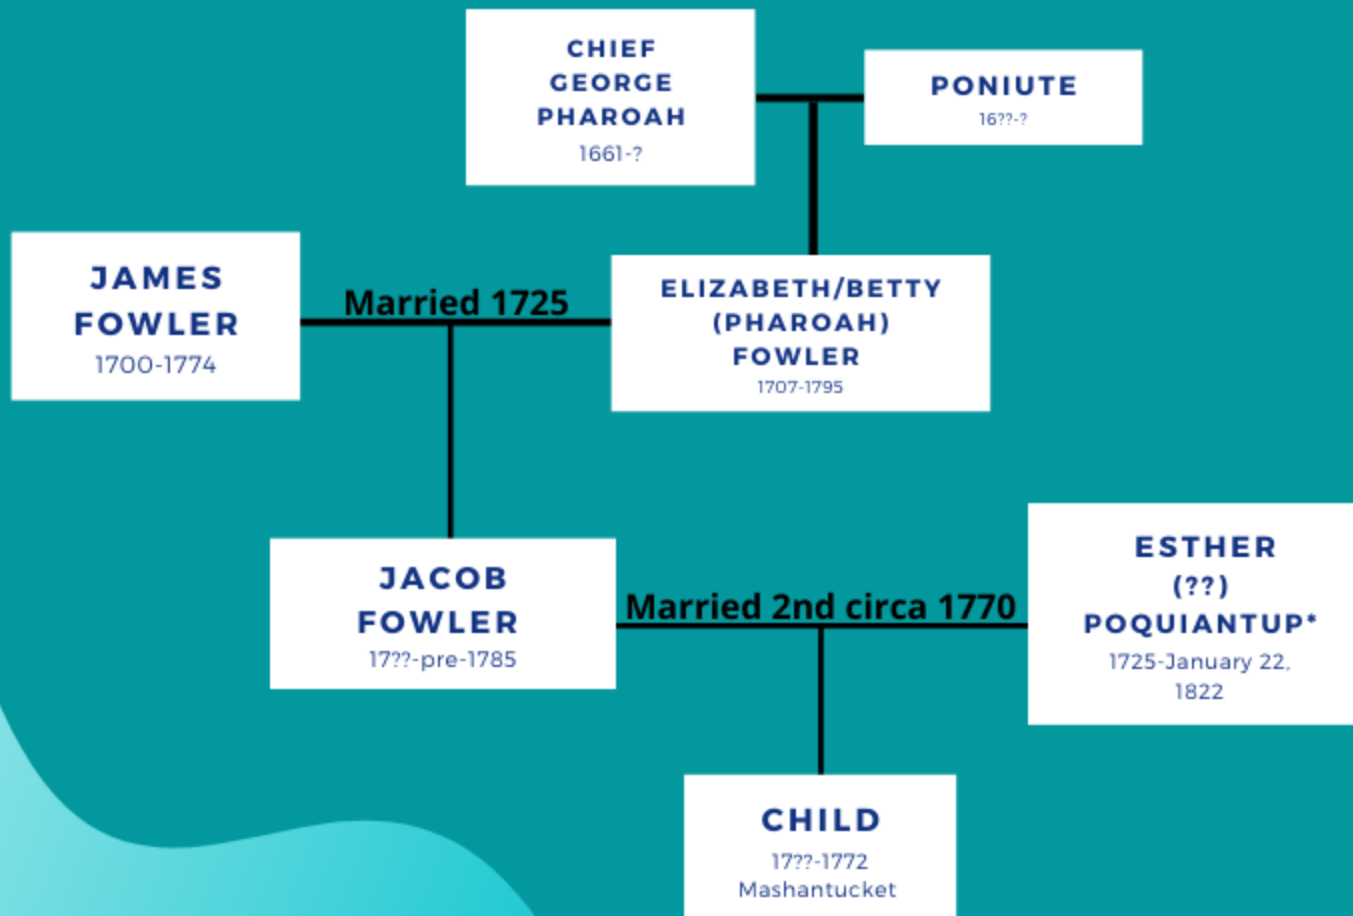 CHIEF
GEORGE
PHAROAH
1661-?
PONIUTE
16??-?
JAMES
FOWLER
1700-1774
Married 1725
ELIZABETH/BETTY
(PHAROAH)
FOWLER
1707-1795
JACOB
FOWLER
17??-pre-1785
Married 2nd circa 1770
ESTHER
(??)
POQUIANTUP*
1725-January 22,
1822
CHILD
17??-1772
Mashantucket